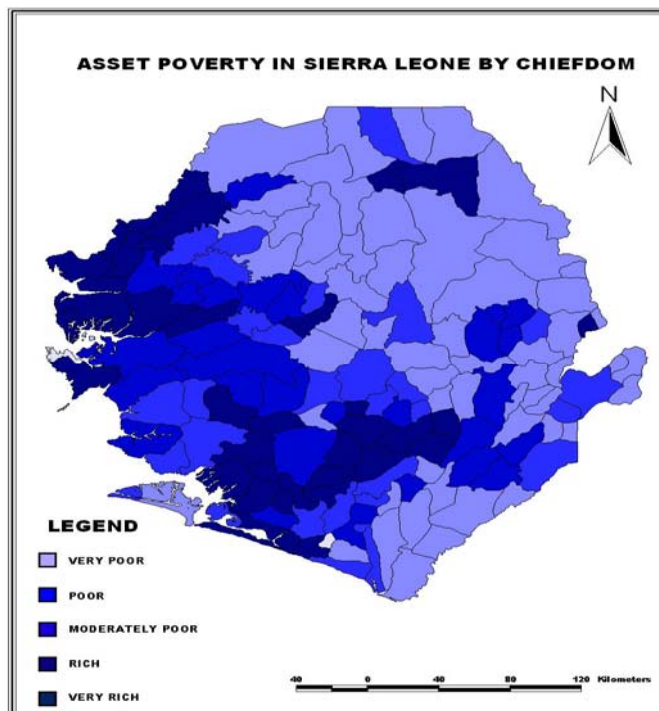 ASSET POVERTY IN SIERRA LEONE BY CHIEFDOM
N
LEGEND
VERY POOR
POOR
MODERATELY POOR
RICH
VERY RICH
40 0 40 80 120 Kilometers